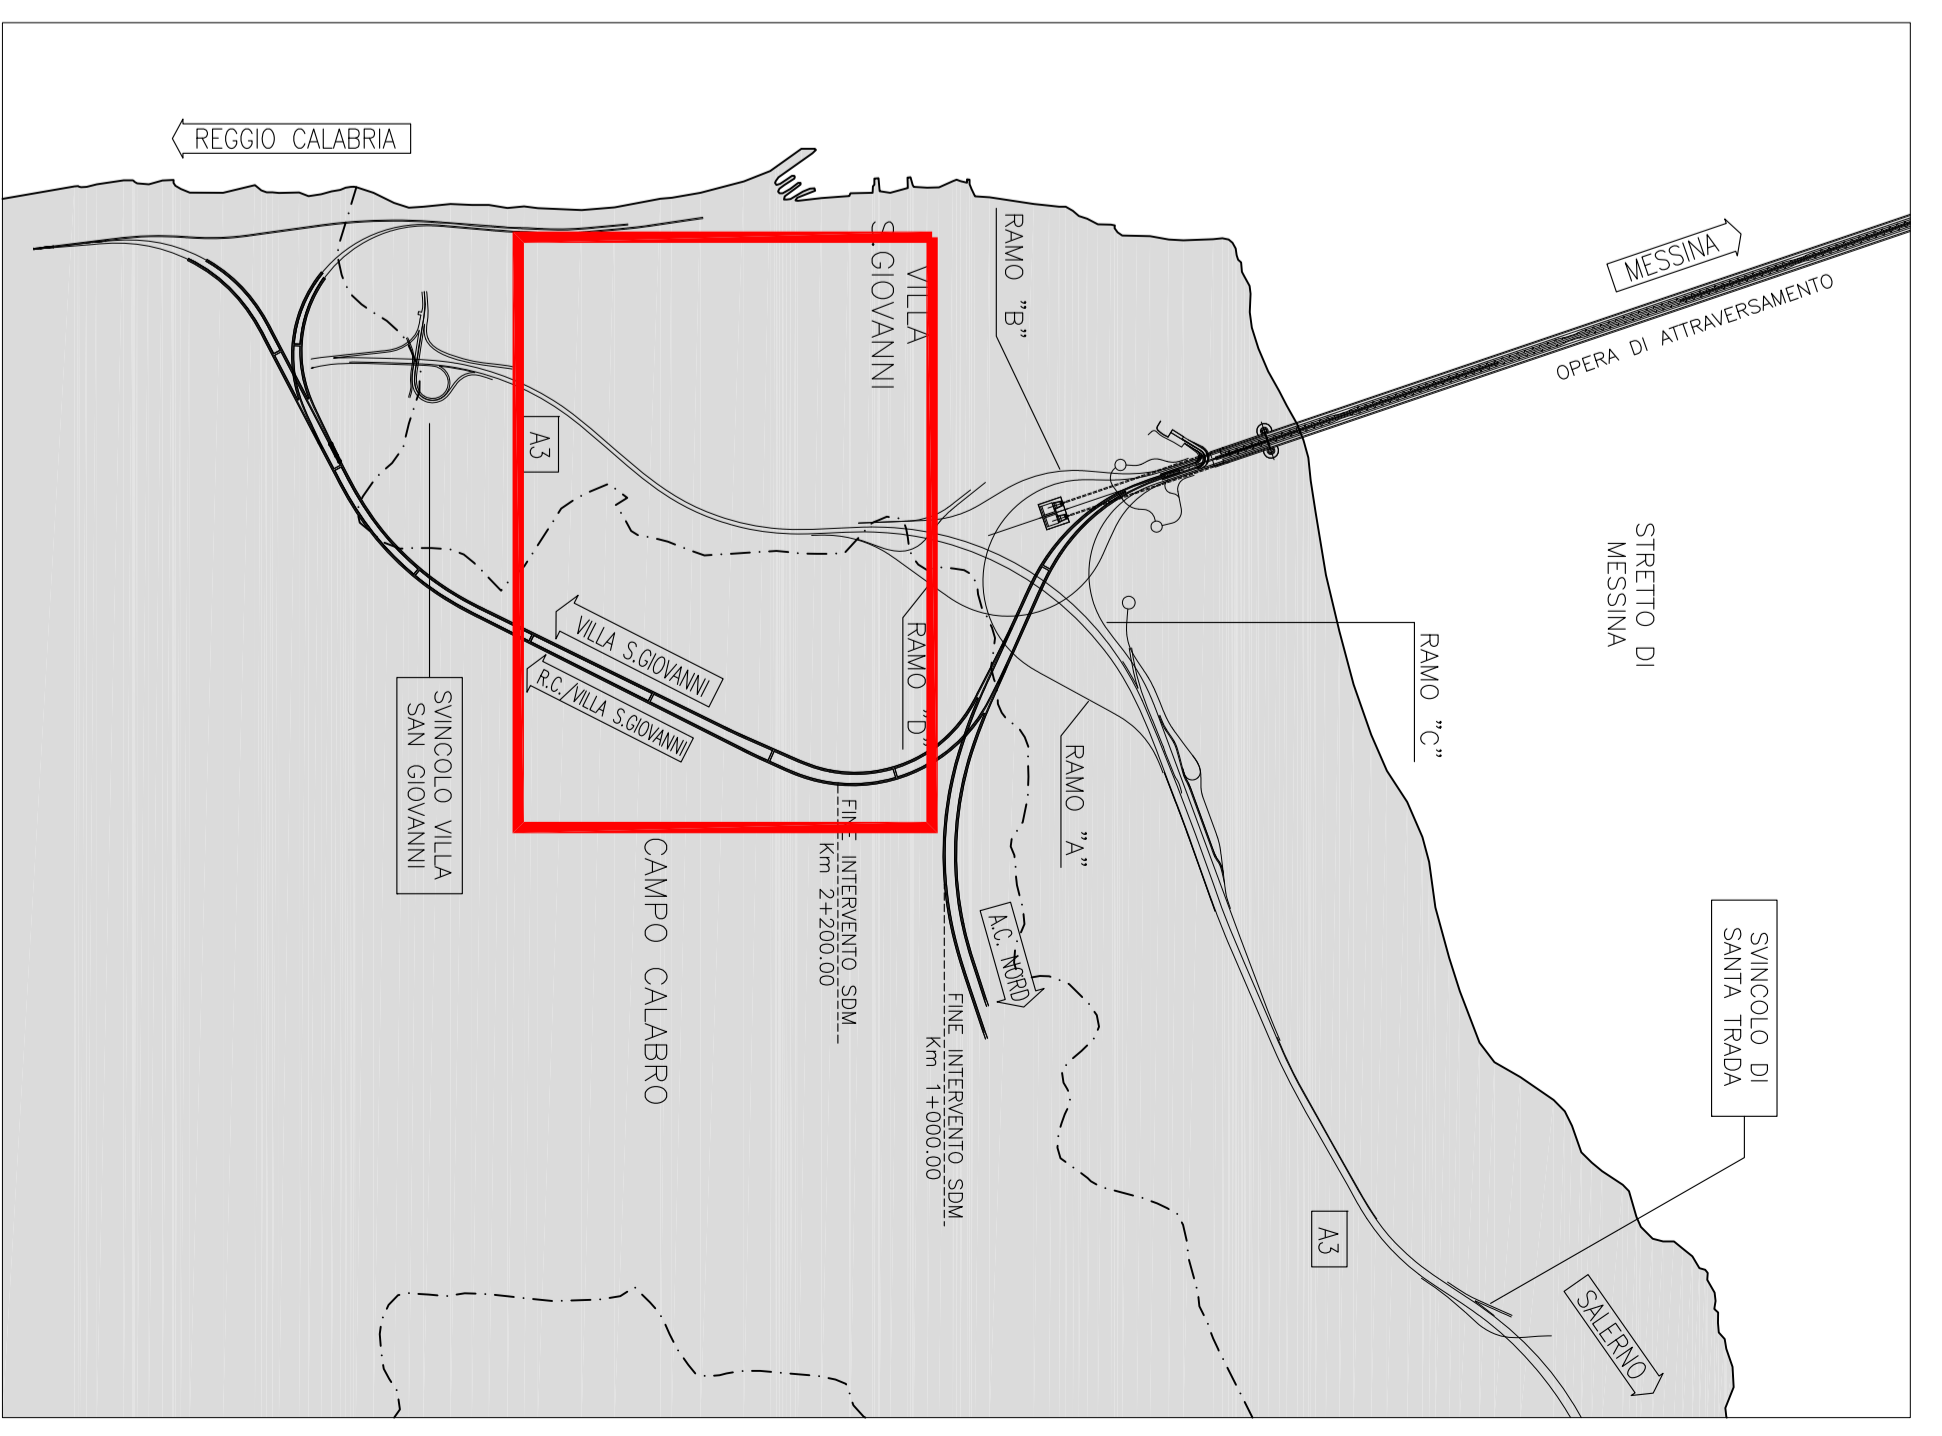 REGGIO CALABRIA
MESSINA
OPERA DI ATTRAVERSAMENTO
VILLA
S.GIOVANNI
RAMO "B"
A3
STRETTO DI
MESSINA
RAMO "C"
RAMO "D"
RAMO "A"
VILLA S.GIOVANNI
R.C./VILLA S.GIOVANNI
SVINCOLO VILLA
SAN GIOVANNI
FINE INTERVENTO SDM
Km 2+200.00
CAMPO CALABRO
A.C. NORD
FINE INTERVENTO SDM
Km 1+000.00
SVINCOLO DI
SANTA TRADA
A3
SALERNO